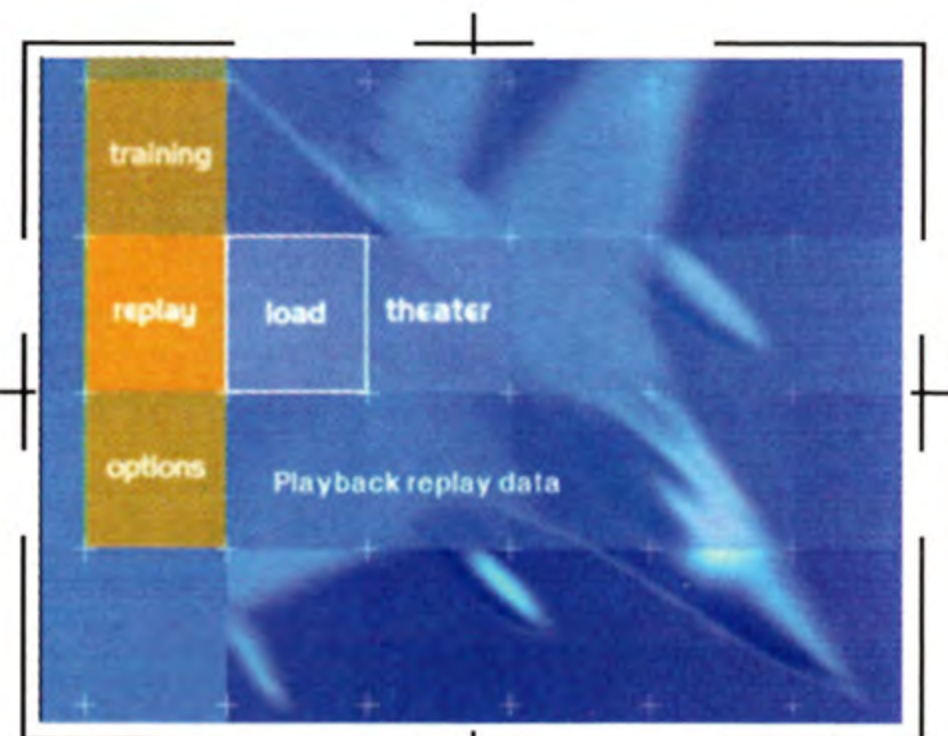 training
replay load theater
options
Playback replay data